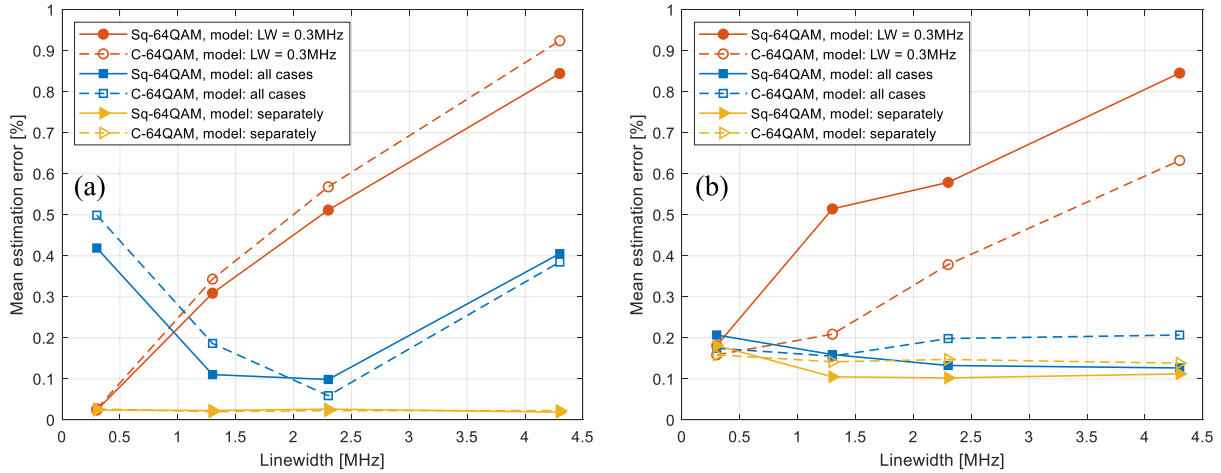 1
0.9
0.8
0.7
0.6
0.5
0.4
0.3
0.2
0.1
0
Mean estimation error [%]
Sq-64QAM, model: LW = 0.3MHz
C-64QAM, model: LW = 0.3MHz
Sq-64QAM, model: all cases
C-64QAM, model: all cases
Sq-64QAM, model: separately
C-64QAM, model: separately
(a)
0 0.5 1 1.5 2 2.5 3 3.5 4 4.5
Linewidth [MHz]
1
0.9
0.8
0.7
0.6
0.5
0.4
0.3
0.2
0.1
0
Mean estimation error [%]
Sq-64QAM, model: LW = 0.3MHz
C-64QAM, model: LW = 0.3MHz
Sq-64QAM, model: all cases
C-64QAM, model: all cases
Sq-64QAM, model: separately
C-64QAM, model: separately
(b)
0 0.5 1 1.5 2 2.5 3 3.5 4 4.5
Linewidth [MHz]